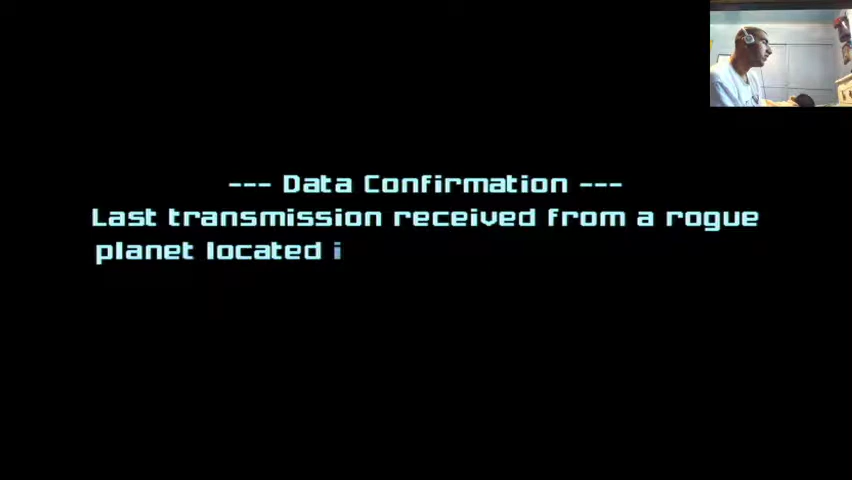 --- Data Confirmation ---
Last transmission received from a rogue
planet located i